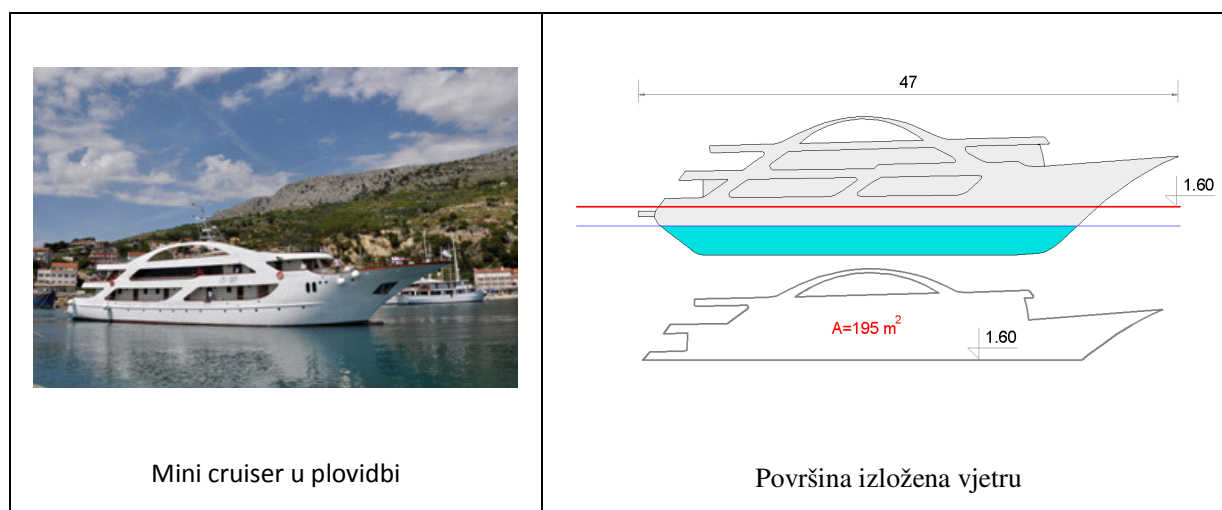 47
1.60
A=195 m²
1.60
Mini cruiser u plovidbi
Površina izložena vjetru